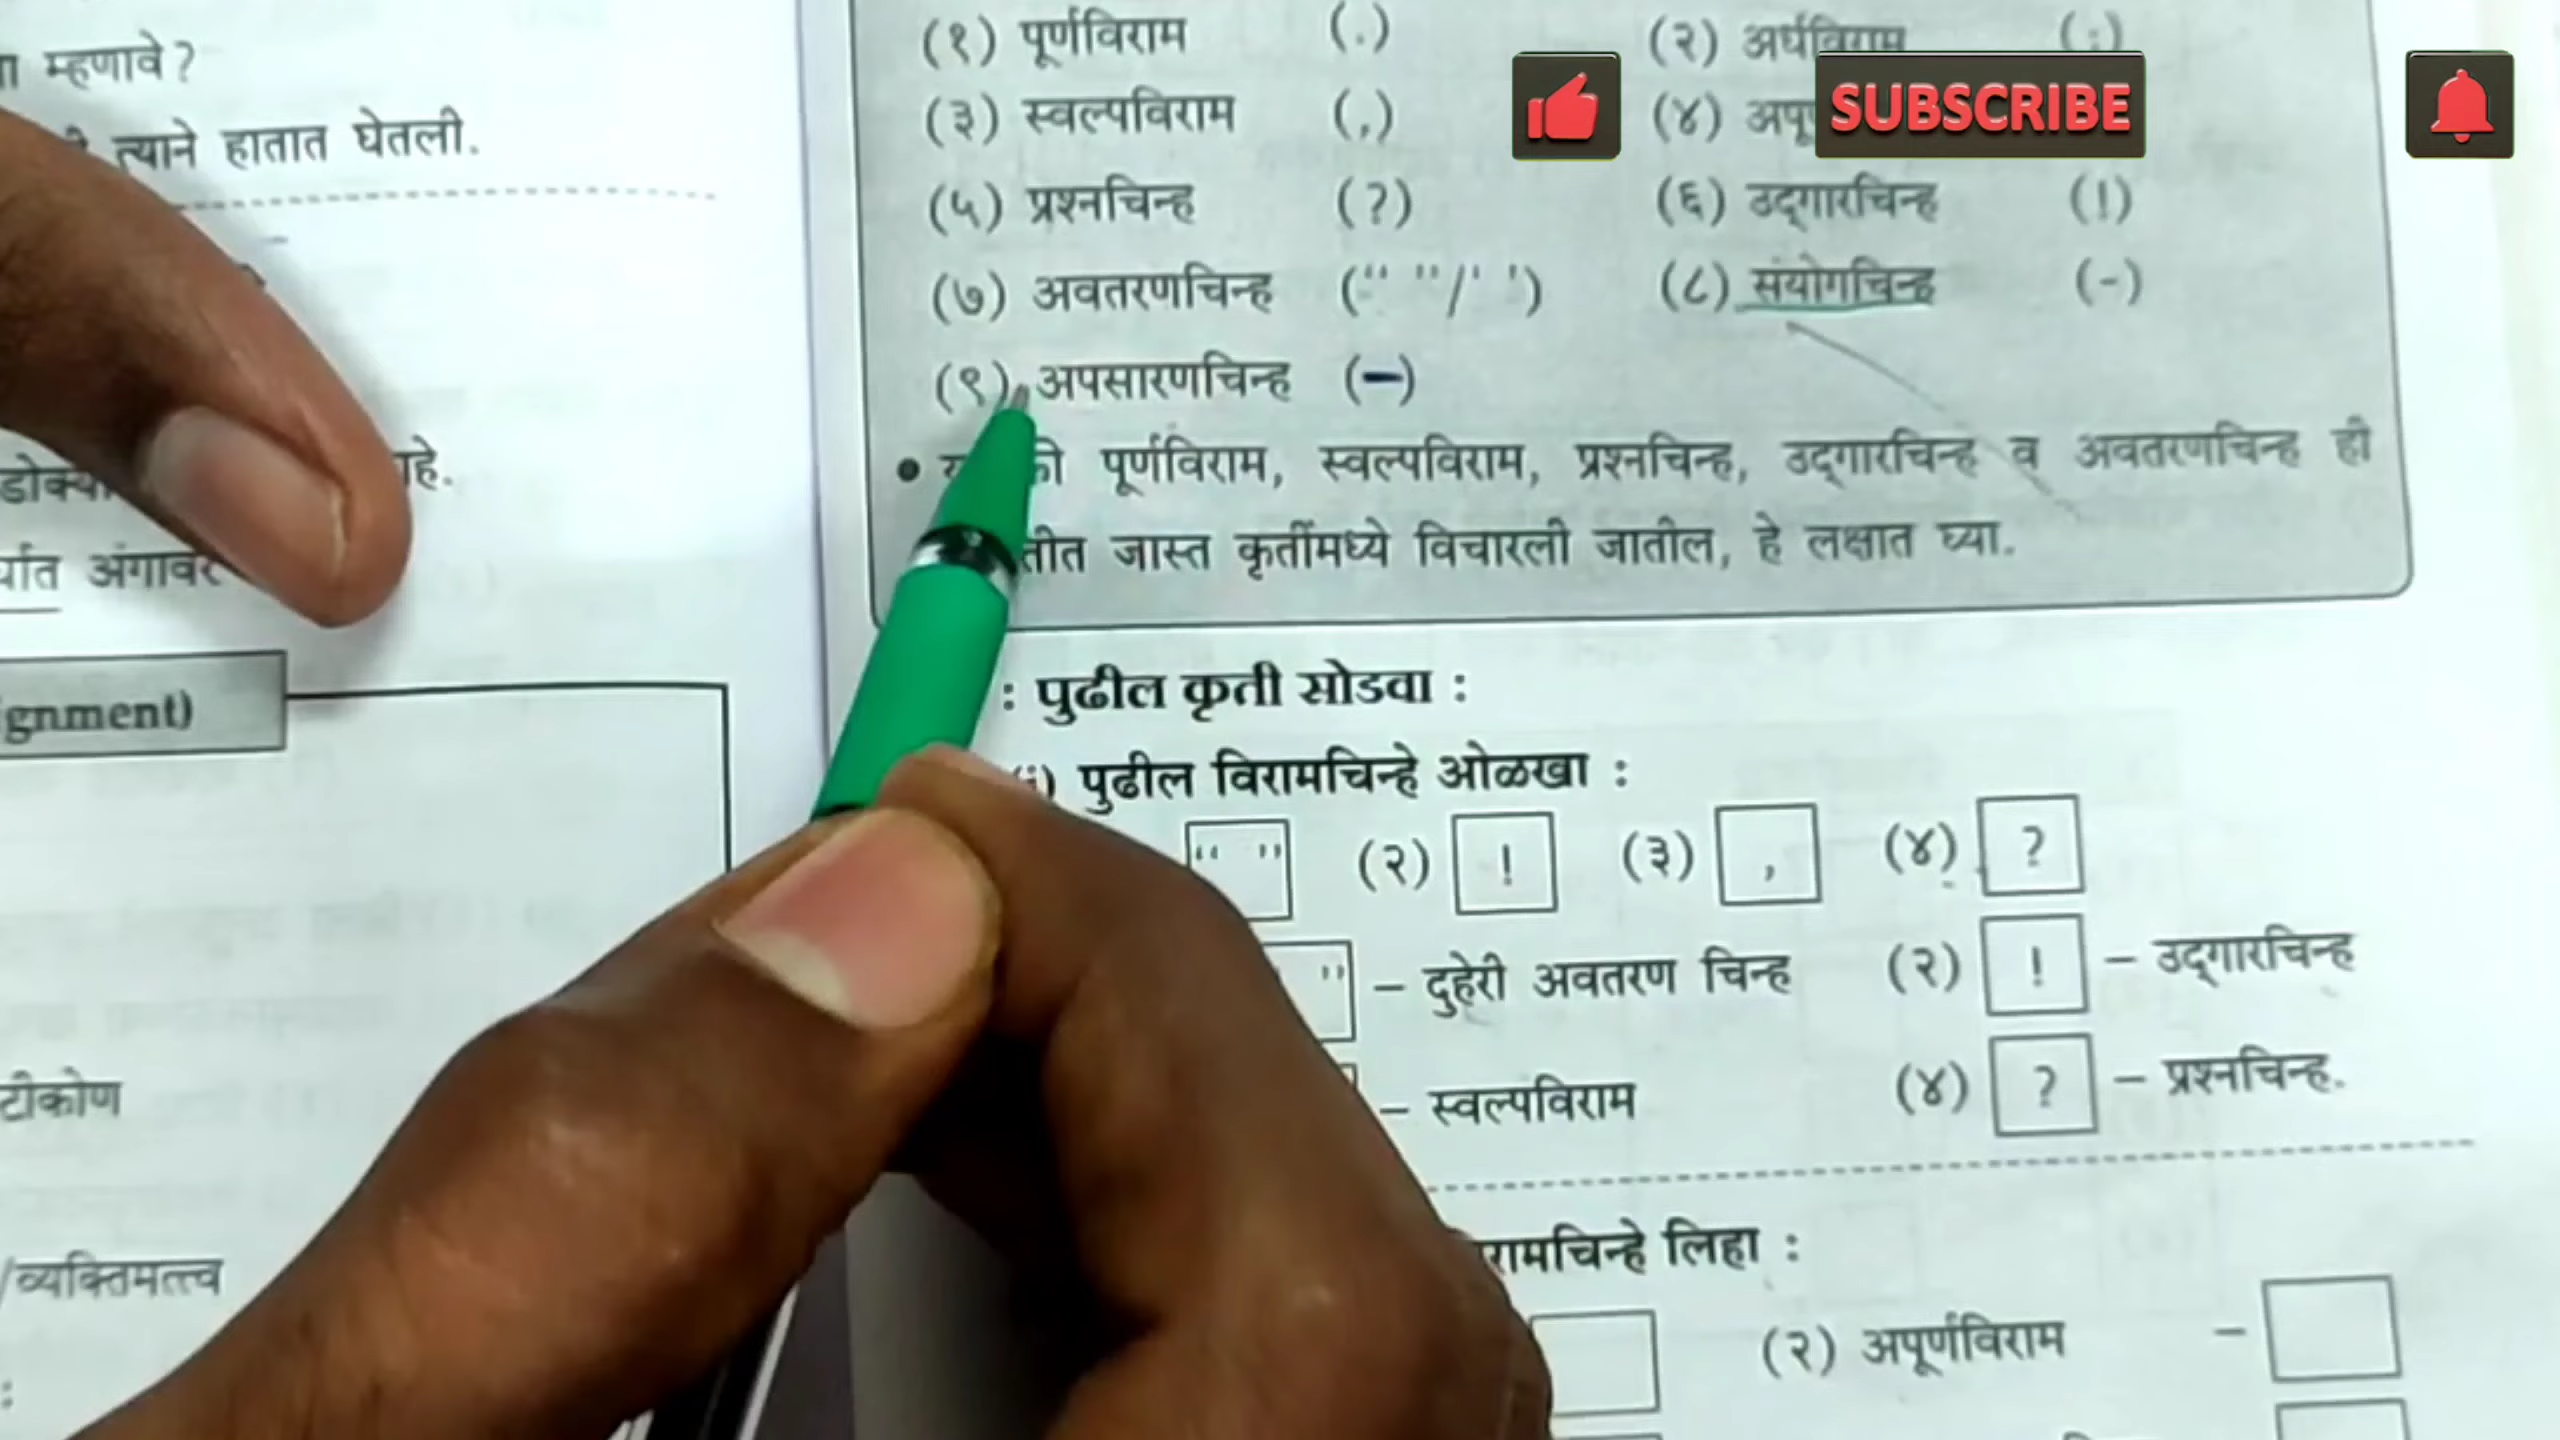 म्हणावे?
त्याने हातात घेतली.
हे.
अंगावर
gnment)
टीकोण
/व्यक्तिमत्त्व
:
(१) पूर्णविराम (.) (२) अर्धविराम (;)
(३) स्वल्पविराम (,) (४)
SUBSCRIBE
(५) प्रश्नचिन्ह (?) (६) उद्गारचिन्ह (!)
(७) अवतरणचिन्ह (“ ”/‘ ’) (८) संयोगचिन्ह (-)
(९) अपसारणचिन्ह (—)
• पूर्णविराम, स्वल्पविराम, प्रश्नचिन्ह, उद्गारचिन्ह व अवतरणचिन्ह ही
जास्त कृतींमध्ये विचारली जातील, हे लक्षात घ्या.
: पुढील कृती सोडवा :
(i) पुढील विरामचिन्हे ओळखा :
“ ” (२) ! (३) , (४) ?
” – दुहेरी अवतरण चिन्ह (२) ! – उद्गारचिन्ह
– स्वल्पविराम (४) ? – प्रश्नचिन्ह.
रामचिन्हे लिहा :
(२) अपूर्णविराम –